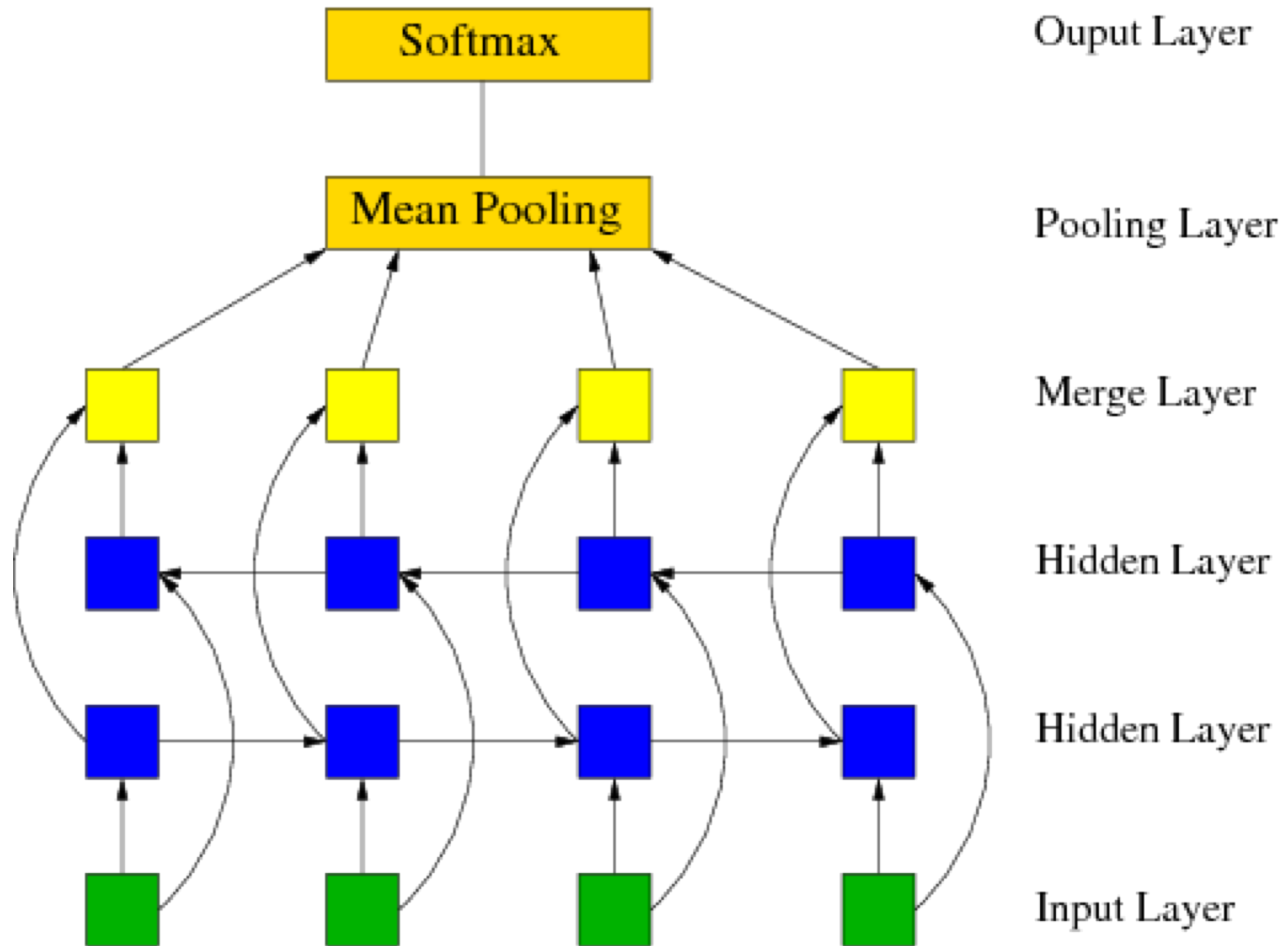 Softmax
Ouput Layer
Mean Pooling
Pooling Layer
Merge Layer
Hidden Layer
Hidden Layer
Input Layer